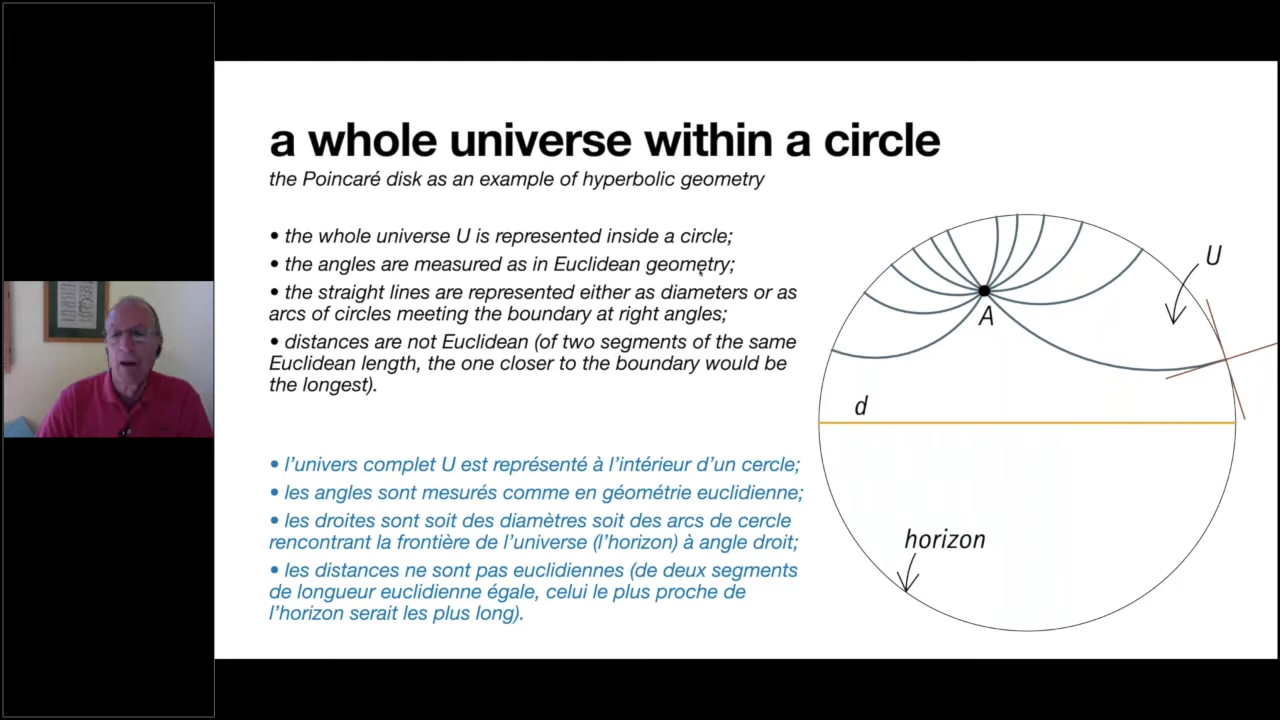 a whole universe within a circle
the Poincaré disk as an example of hyperbolic geometry
• the whole universe U is represented inside a circle;
• the angles are measured as in Euclidean geometry;
• the straight lines are represented either as diameters or as
arcs of circles meeting the boundary at right angles;
• distances are not Euclidean (of two segments of the same
Euclidean length, the one closer to the boundary would be
the longest).
• l'univers complet U est représenté à l'intérieur d'un cercle;
• les angles sont mesurés comme en géométrie euclidienne;
• les droites sont soit des diamètres soit des arcs de cercle
rencontrant la frontière de l'universe (l'horizon) à angle droit;
• les distances ne sont pas euclidiennes (de deux segments
de longueur euclidienne égale, celui le plus proche de
l'horizon serait les plus long).
U
A
d
horizon